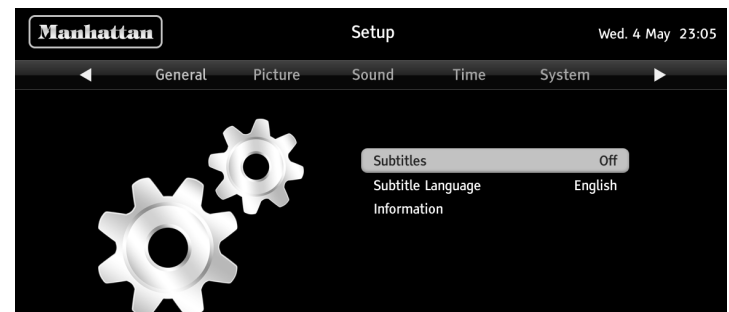 Manhattan Setup Wed. 4 May 23:05
General Picture Sound Time System
Subtitles Off
Subtitle Language English
Information